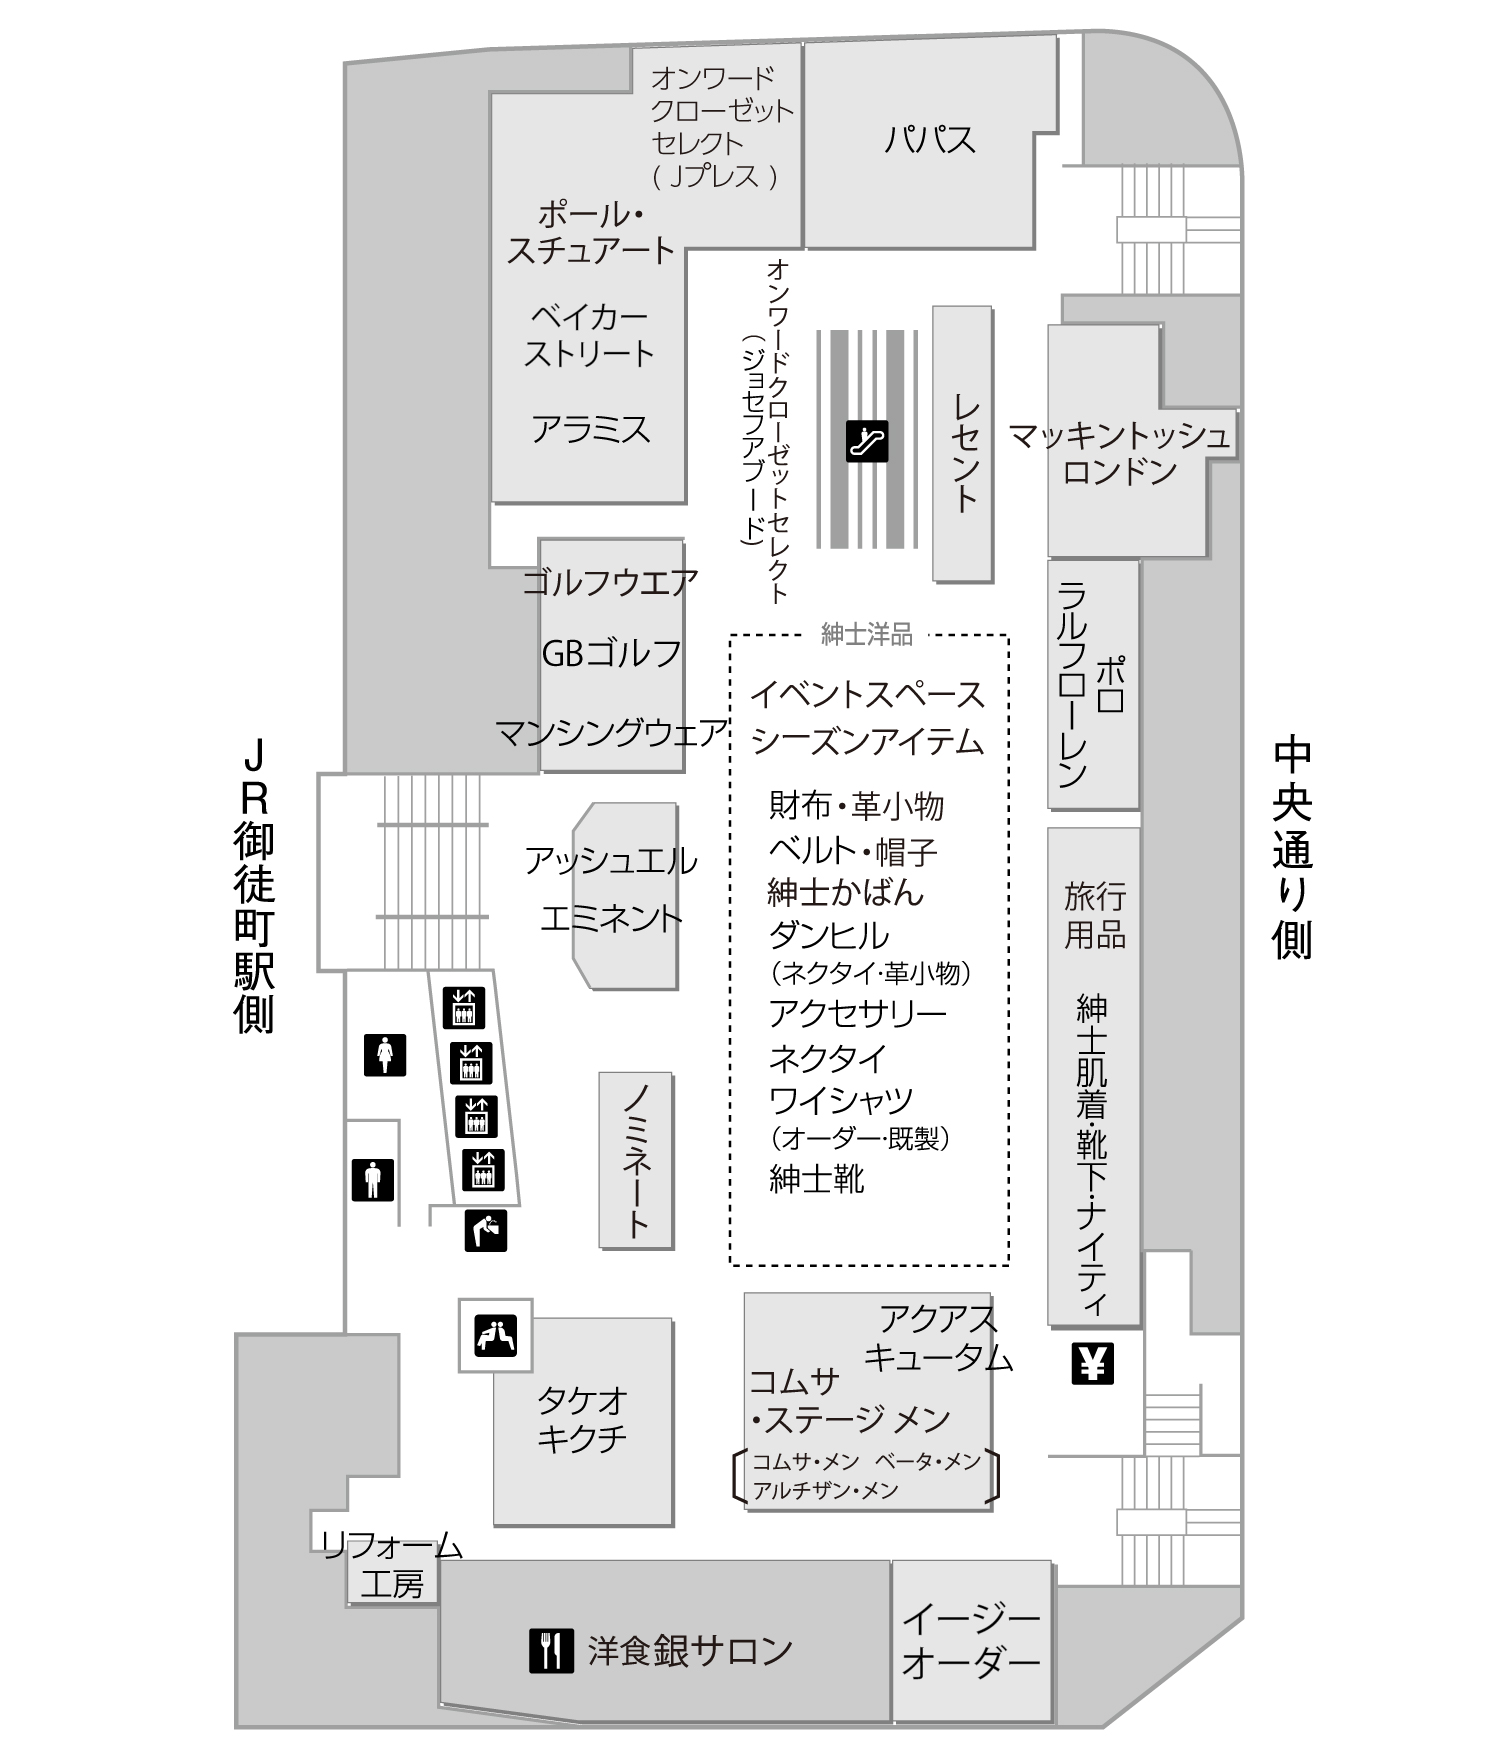 オンワード
クローゼット
セレクト
( Jプレス )
パパス
ポール・
スチュアート
ベイカー
ストリート
アラミス
オンワードクローゼットセレクト
(ジョセフアブード)
レセント
マッキントッシュ
ロンドン
ゴルフウエア
GBゴルフ
マンシングウェア
ポロ
ラルフローレン
紳士洋品
イベントスペース
シーズンアイテム
財布・革小物
ベルト・帽子
紳士かばん
ダンヒル
(ネクタイ・革小物)
アクセサリー
ネクタイ
ワイシャツ
(オーダー・既製)
紳士靴
JR御徒町駅側
中央通り側
アッシュエル
エミネント
旅行
用品
紳士肌着・靴下・ナイティ
ノミネート
アクアス
キュータム
コムサ
・ステージ メン
コムサ・メン ベータ・メン
アルチザン・メン
¥
タケオ
キクチ
リフォーム
工房
洋食銀サロン
イージー
オーダー